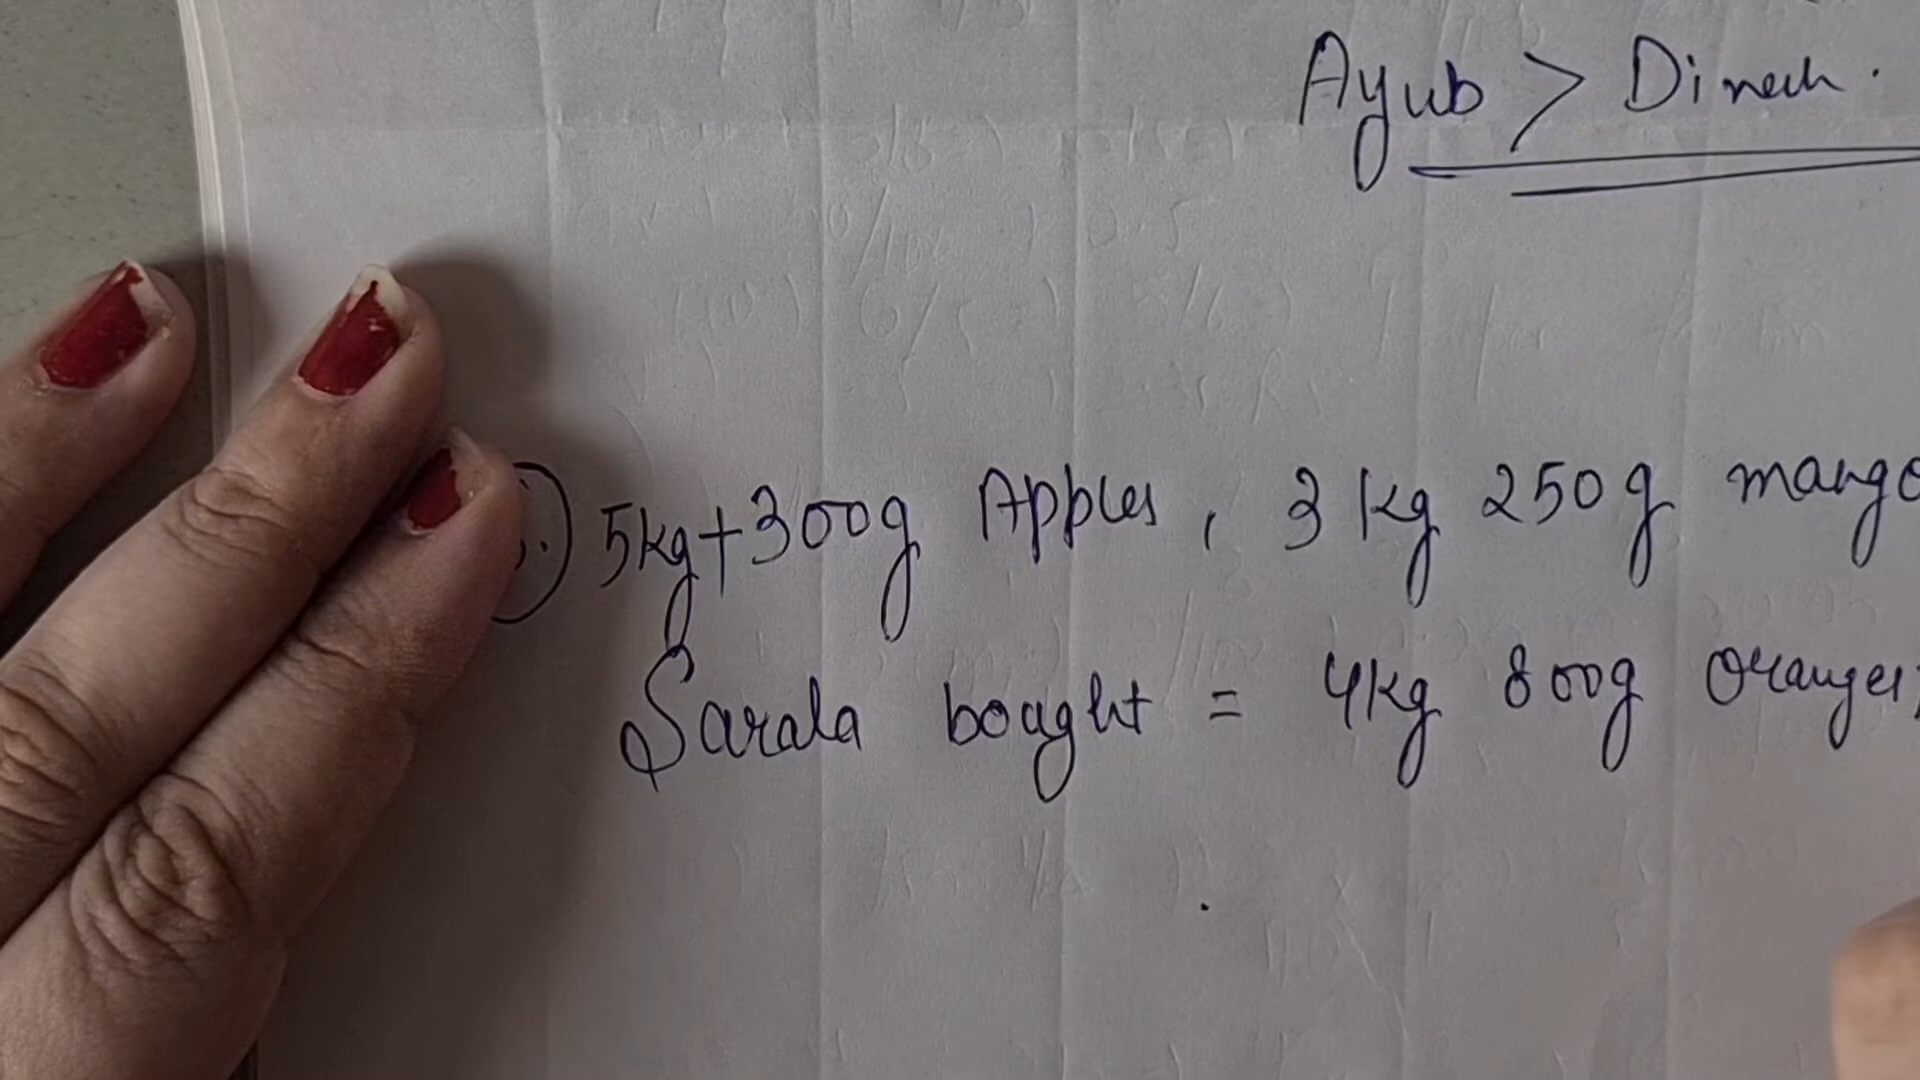 Ayub > Dinesh.
5kg+300g Apples, 3 kg 250g mango
Sarala bought = 4kg 800g oranges,